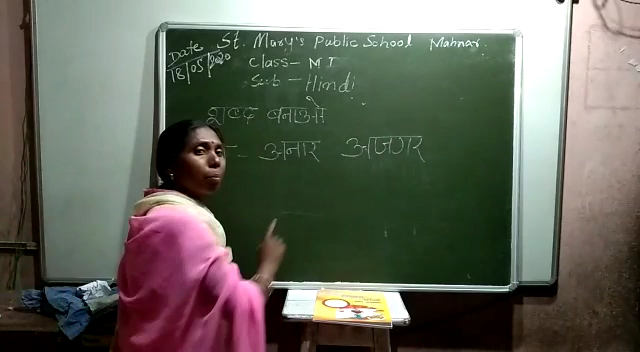 Date
18/05/2020
St. Mary's Public School Mahnar.
Class - M I
Sub - Hindi
शब्द बनाओ
अनार अजगर